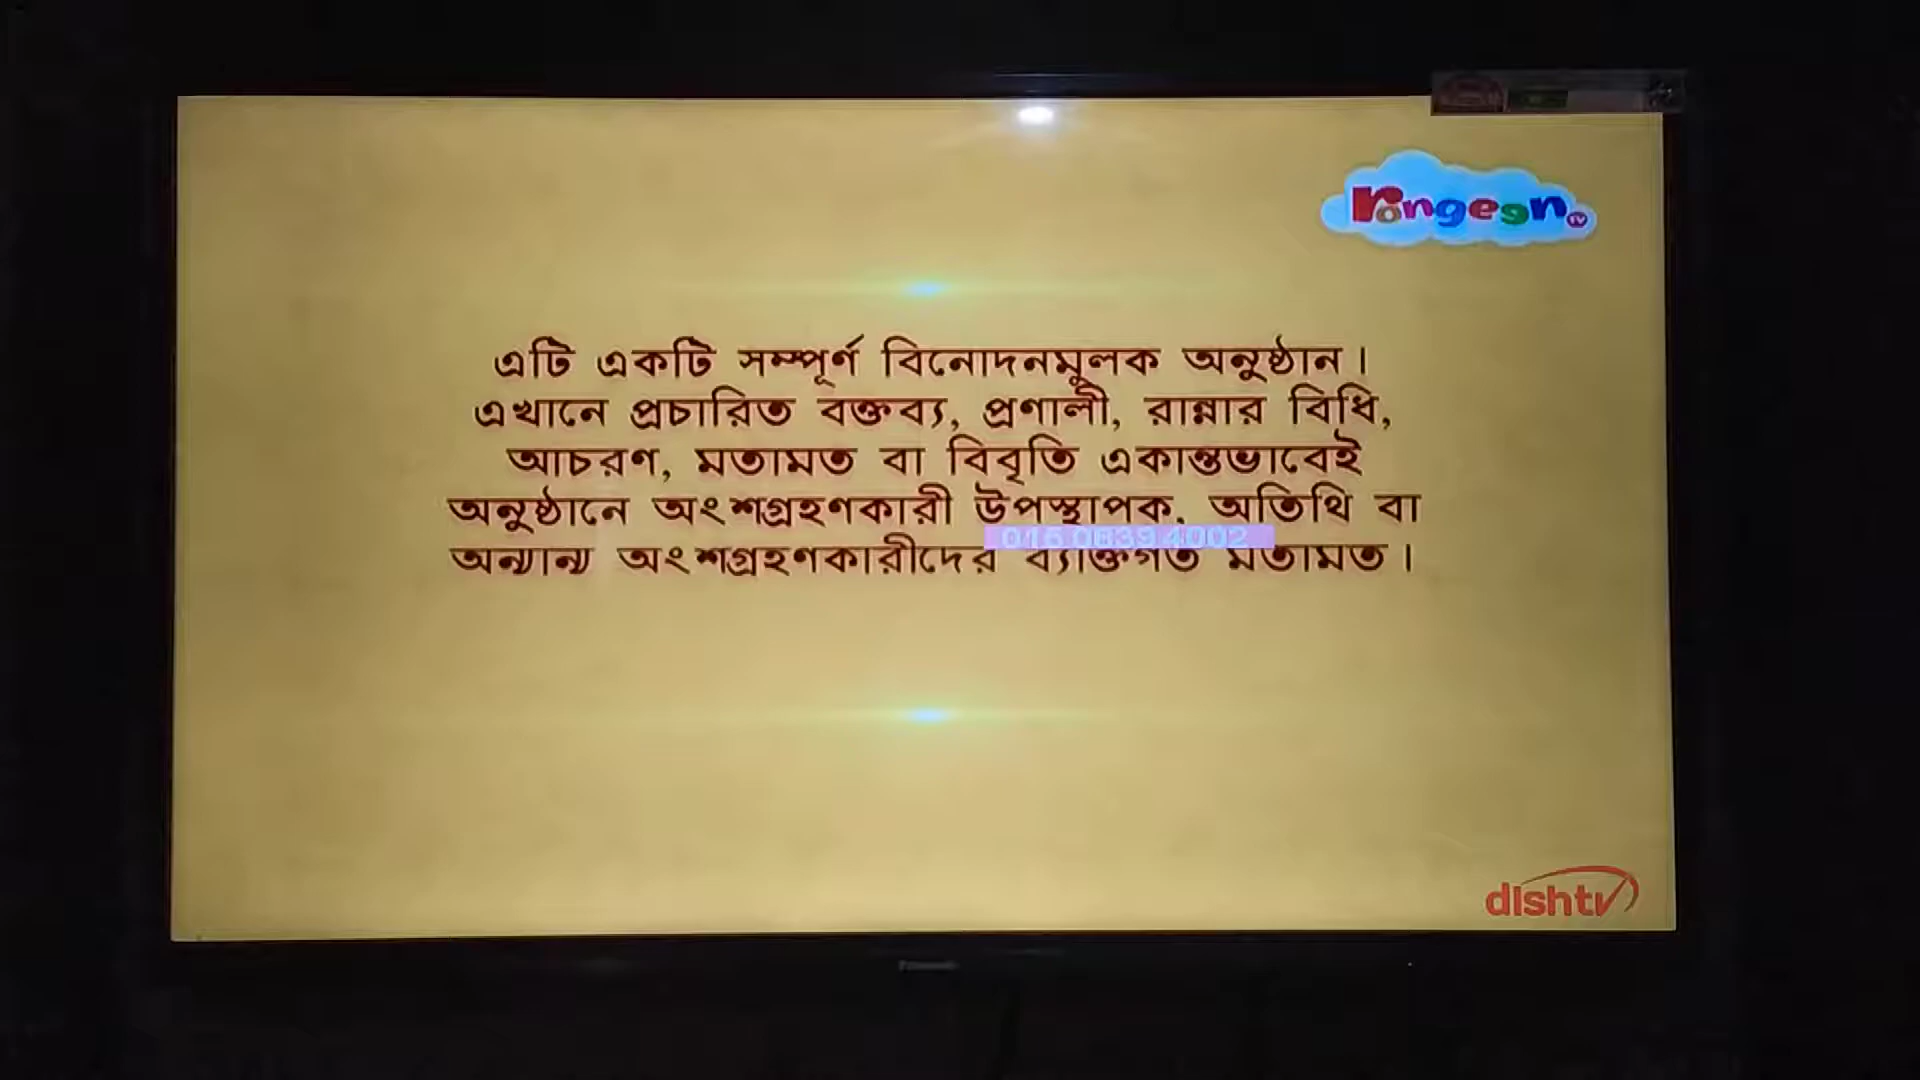 rongeen tv
এটি একটি সম্পূর্ণ বিনোদনমুলক অনুষ্ঠান।
এখানে প্রচারিত বক্তব্য, প্রণালী, রান্নার বিধি,
আচরণ, মতামত বা বিবৃতি একান্তভাবেই
অনুষ্ঠানে অংশগ্রহণকারী উপস্থাপক, অতিথি বা
অন্যান্য অংশগ্রহণকারীদের ব্যাক্তিগত মতামত।
dishtv